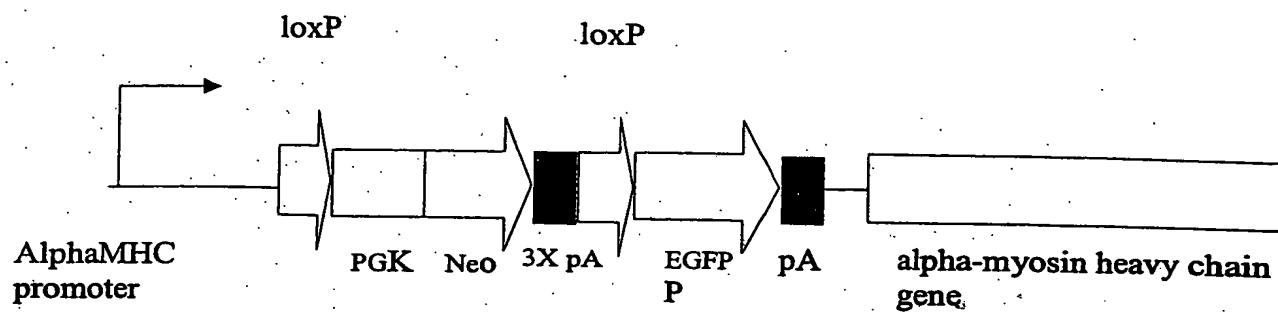 loxP
loxP
AlphaMHC
promoter
PGK
Neo
3X pA
EGFP
P
pA
alpha-myosin heavy chain
gene